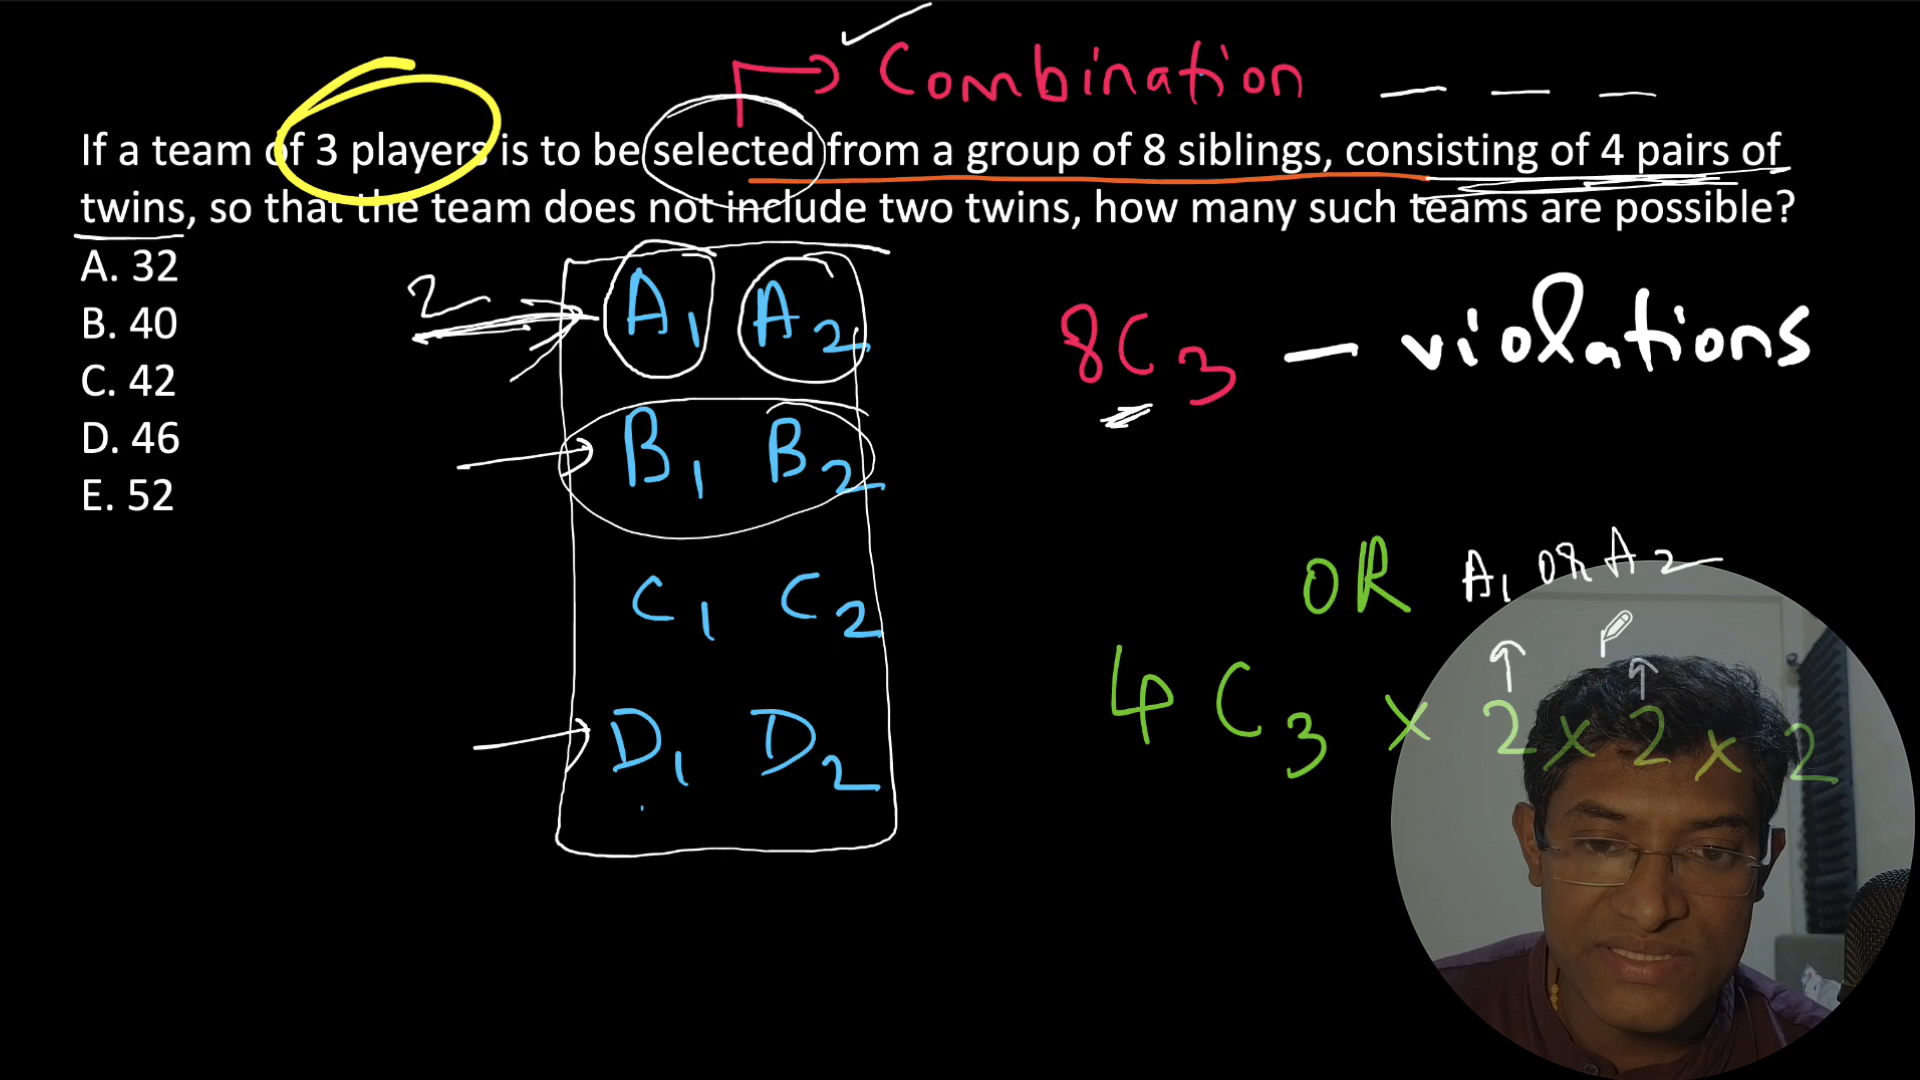 Combination
If a team of 3 players is to be selected from a group of 8 siblings, consisting of 4 pairs of
twins, so that the team does not include two twins, how many such teams are possible?
A. 32
B. 40
C. 42
D. 46
E. 52
2 A1 A2
B1 B2
C1 C2
D1 D2
8C3 — violations
OR A1 OR A2
4C3 x 2 x 2 x 2